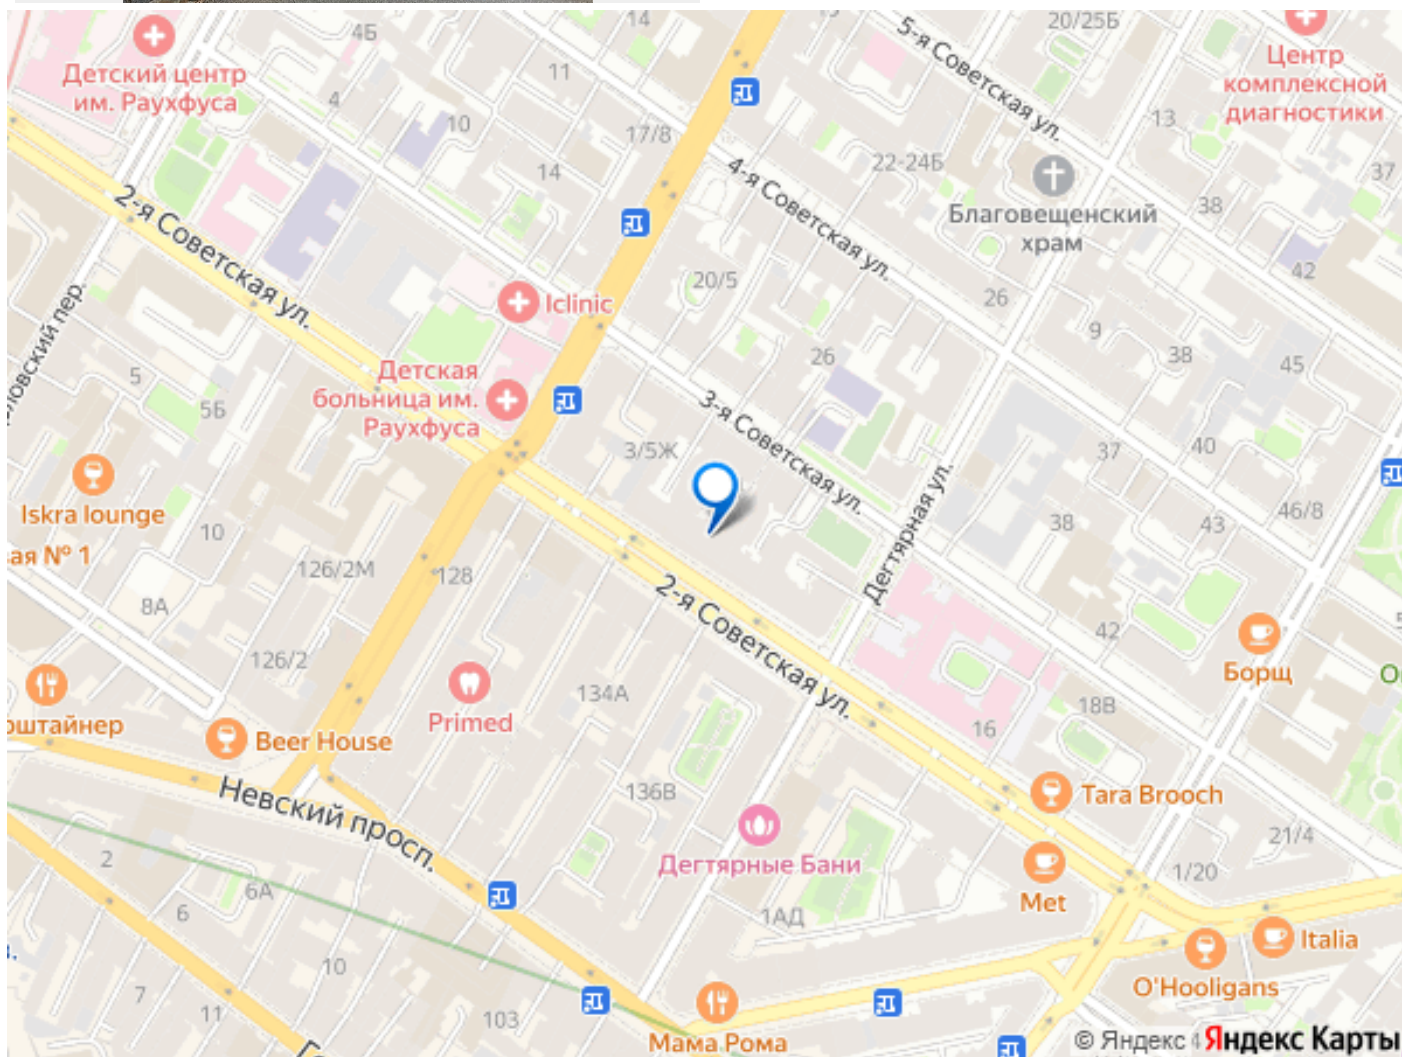 14
4Б
5-я Советская ул.
20/25Б
Центр
комплексной
диагностики
Детский центр
им. Раухфуса
11
4
10
17/8
14
13
22-24Б
4-я Советская ул.
37
Благовещенский
храм
38
2-я Советская ул.
42
20/5
26
Iclinic
9
38
45
26
Детская
больница им.
Раухфуса
5
5Б
3-я Советская ул.
3/5Ж
37
40
Дегтярная ул.
Iskra lounge
10
38
43
46/8
ая № 1
126/2М
128
8А
2-я Советская ул.
42
126/2
Борщ
134А
18В
Primed
16
Beer House
Невский просп.
136В
Tara Brooch
21/4
Дегтярные Бани
2
6А
1/20
Met
6
1АД
Italia
10
O'Hooligans
7
11
103
Мама Рома
© Яндекс
Яндекс Карты